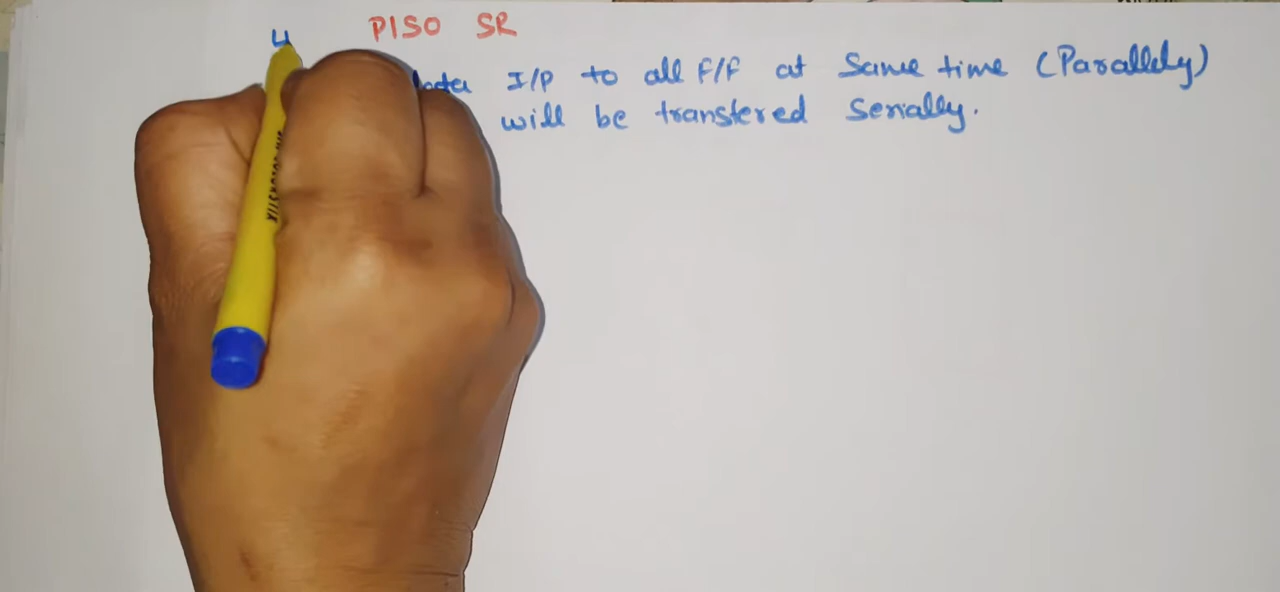 4 PISO SR
data I/P to all F/F at Same time (Parallely)
will be transfered Serially.